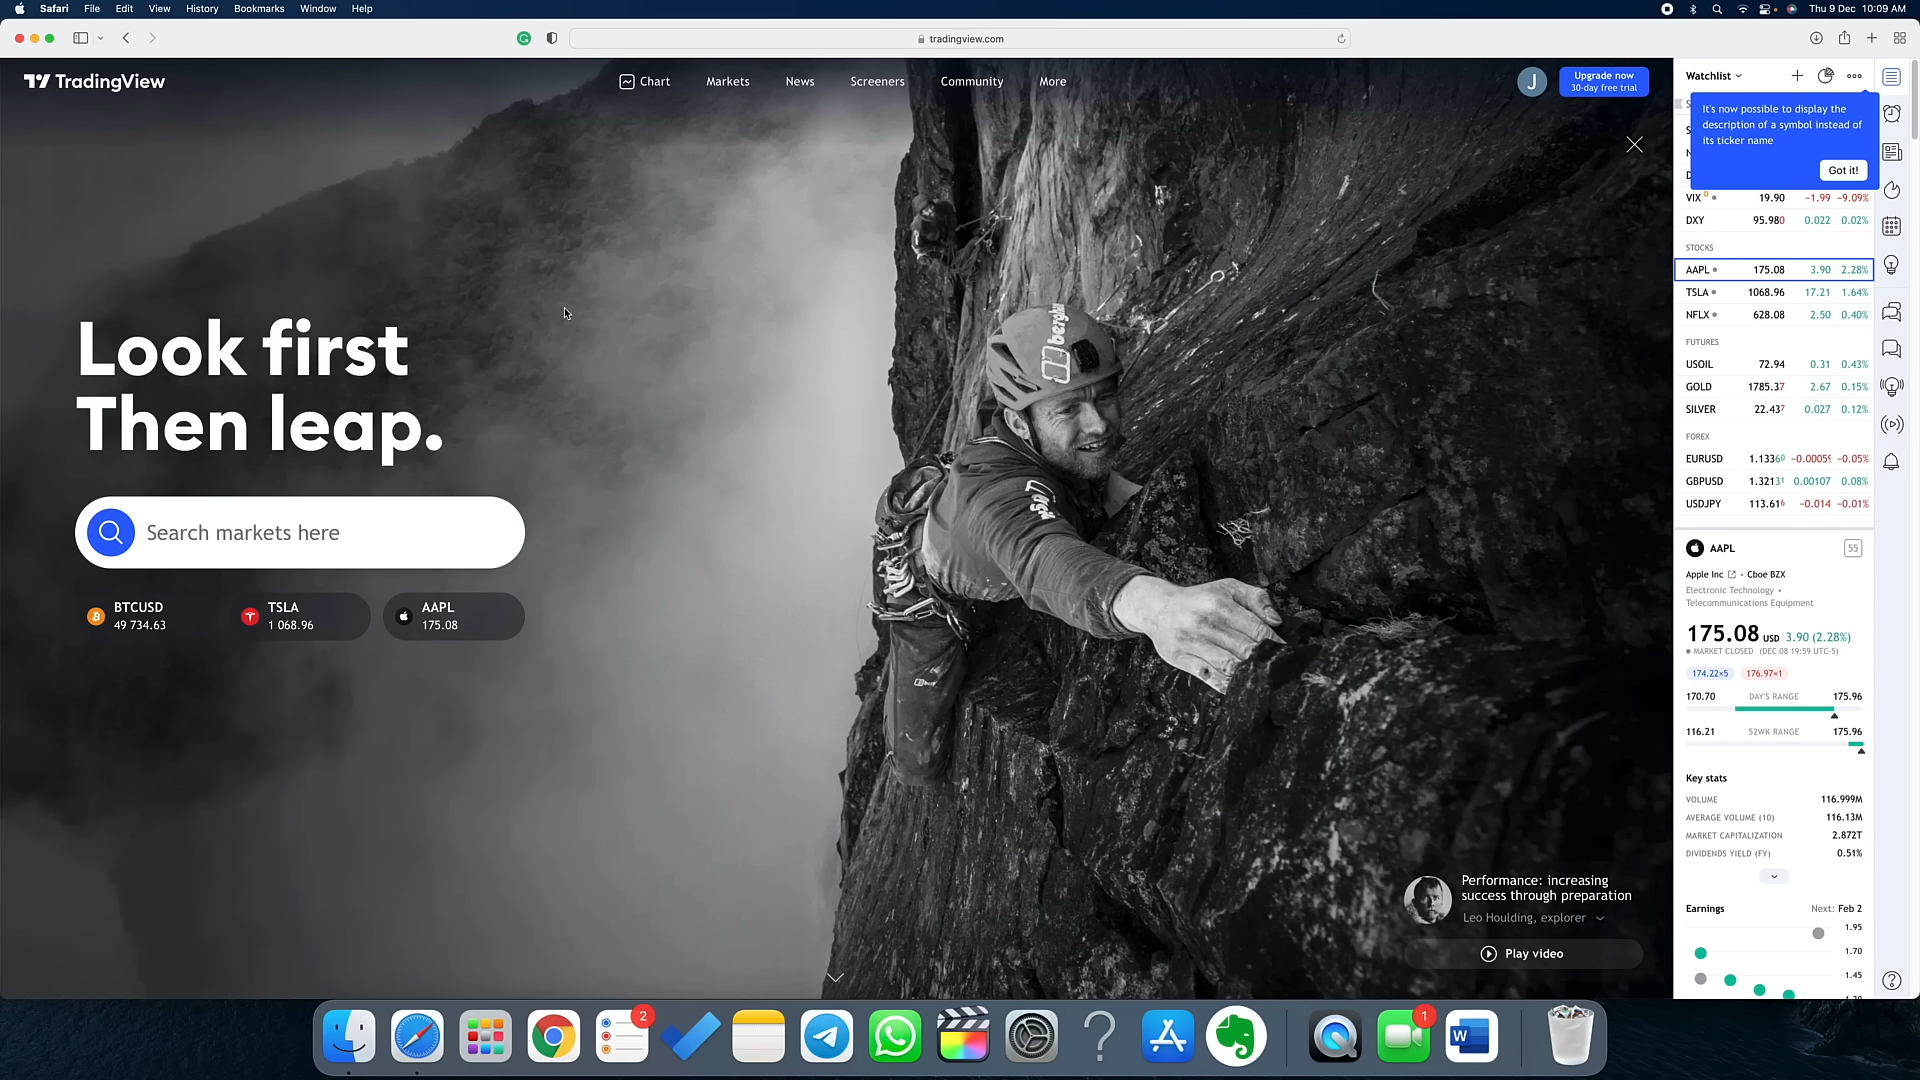 Safari File Edit View History Bookmarks Window Help
Thu 9 Dec 10:09 AM
tradingview.com
TradingView
Chart
Markets
News
Screeners
Community
More
J
Upgrade now
30-day free trial
Look first
Then leap.
Search markets here
BTCUSD
49 734.63
TSLA
1 068.96
AAPL
175.08
Performance: increasing
success through preparation
Leo Houlding, explorer
Play video
Watchlist
It's now possible to display the
description of a symbol instead of
its ticker name
Got it!
VIX D 19.90 −1.99 −9.09%
DXY 95.980 0.022 0.02%
STOCKS
AAPL 175.08 3.90 2.28%
TSLA 1068.96 17.21 1.64%
NFLX 628.08 2.50 0.40%
FUTURES
USOIL 72.94 0.31 0.43%
GOLD 1785.37 2.67 0.15%
SILVER 22.437 0.027 0.12%
FOREX
EURUSD 1.13360 −0.00059 −0.05%
GBPUSD 1.32131 0.00107 0.08%
USDJPY 113.616 −0.014 −0.01%
AAPL 55
Apple Inc • Cboe BZX
Electronic Technology •
Telecommunications Equipment
175.08 USD 3.90 (2.28%)
MARKET CLOSED (DEC 08 19:59 UTC-5)
174.22×5 176.97×1
170.70 DAY'S RANGE 175.96
116.21 52WK RANGE 175.96
Key stats
VOLUME 116.999M
AVERAGE VOLUME (10) 116.13M
MARKET CAPITALIZATION 2.872T
DIVIDENDS YIELD (FY) 0.51%
Earnings Next: Feb 2
1.95
1.70
1.45
berghaus
2
1
W